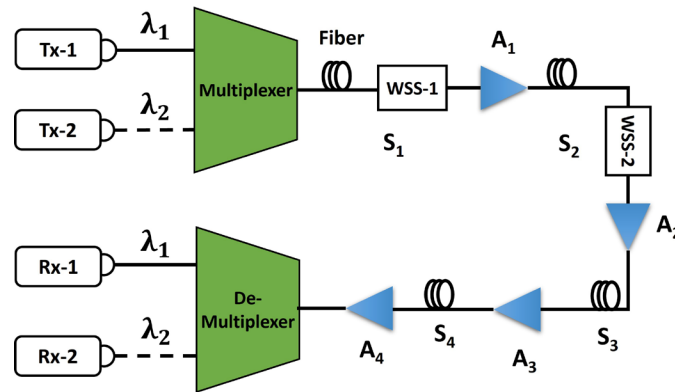 Tx-1
λ₁
Multiplexer
Fiber
WSS-1
A₁
S₁
S₂
WSS-2
Tx-2
λ₂
A₂
Rx-1
λ₁
De-
Multiplexer
A₄
S₄
A₃
S₃
Rx-2
λ₂